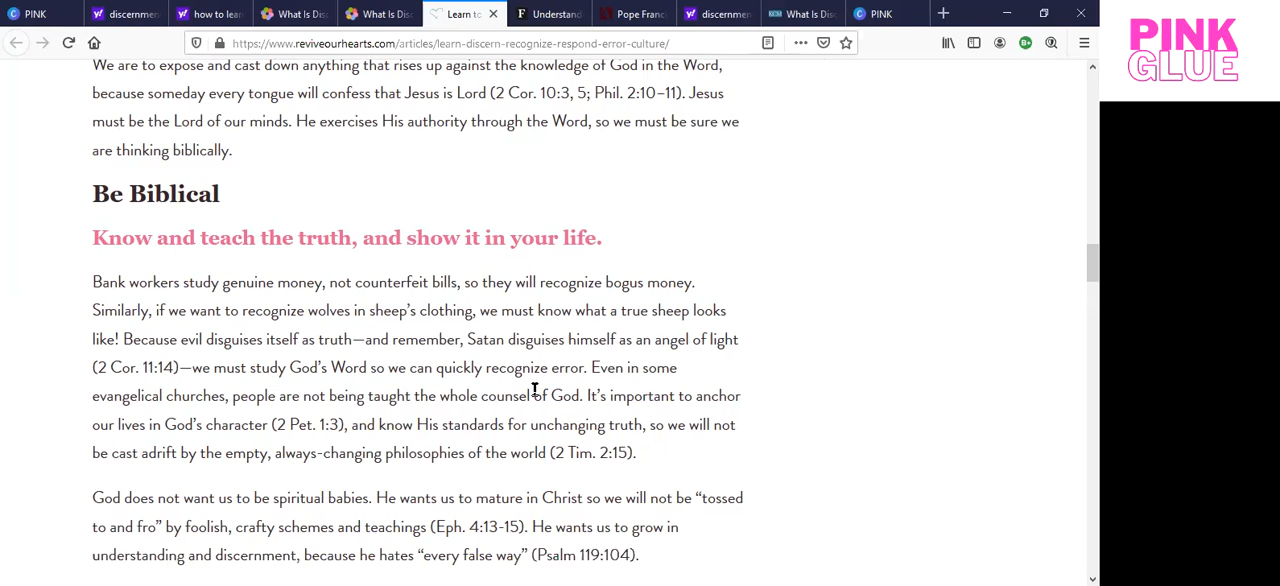 PINK
discernmen
how to lear
What Is Disc
What Is Disc
Learn to
Understand
Pope Franc
discernmen
What Is Disc
PINK
https://www.reviveourhearts.com/articles/learn-discern-recognize-respond-error-culture/
PINK
GLUE
We are to expose and cast down anything that rises up against the knowledge of God in the Word,
because someday every tongue will confess that Jesus is Lord (2 Cor. 10:3, 5; Phil. 2:10–11). Jesus
must be the Lord of our minds. He exercises His authority through the Word, so we must be sure we
are thinking biblically.
Be Biblical
Know and teach the truth, and show it in your life.
Bank workers study genuine money, not counterfeit bills, so they will recognize bogus money.
Similarly, if we want to recognize wolves in sheep’s clothing, we must know what a true sheep looks
like! Because evil disguises itself as truth—and remember, Satan disguises himself as an angel of light
(2 Cor. 11:14)—we must study God’s Word so we can quickly recognize error. Even in some
evangelical churches, people are not being taught the whole counsel of God. It’s important to anchor
our lives in God’s character (2 Pet. 1:3), and know His standards for unchanging truth, so we will not
be cast adrift by the empty, always-changing philosophies of the world (2 Tim. 2:15).
God does not want us to be spiritual babies. He wants us to mature in Christ so we will not be “tossed
to and fro” by foolish, crafty schemes and teachings (Eph. 4:13-15). He wants us to grow in
understanding and discernment, because he hates “every false way” (Psalm 119:104).